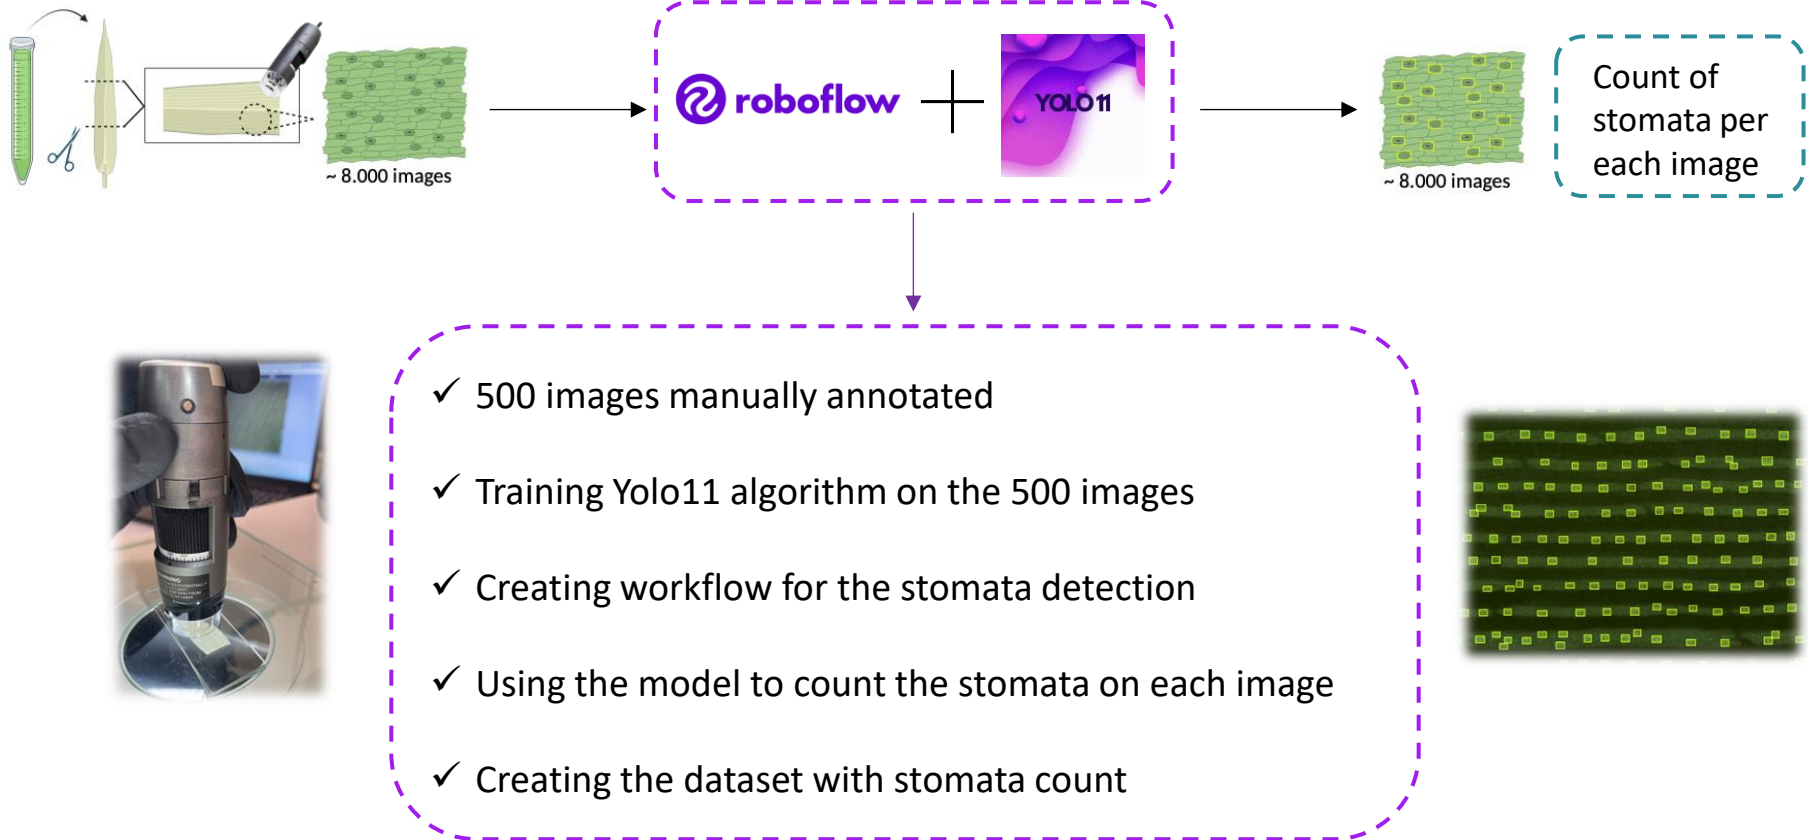 ~ 8.000 images
roboflow
YOLO11
~ 8.000 images
Count of
stomata per
each image
✓ 500 images manually annotated
✓ Training Yolo11 algorithm on the 500 images
✓ Creating workflow for the stomata detection
✓ Using the model to count the stomata on each image
✓ Creating the dataset with stomata count
WARNING